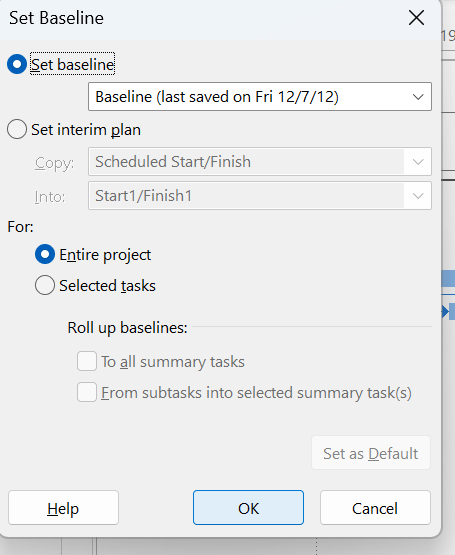 Set Baseline
19
Set baseline
Baseline (last saved on Fri 12/7/12)
Set interim plan
Copy: Scheduled Start/Finish
Into: Start1/Finish1
For:
Entire project
Selected tasks
Roll up baselines:
To all summary tasks
From subtasks into selected summary task(s)
Set as Default
Help OK Cancel